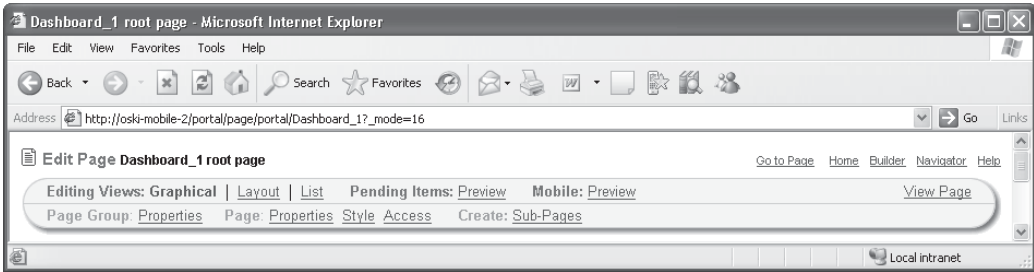 Dashboard_1 root page - Microsoft Internet Explorer
File Edit View Favorites Tools Help
Back Search Favorites
Address http://oski-mobile-2/portal/page/portal/Dashboard_1?_mode=16 Go Links
Edit Page Dashboard_1 root page Go to Page Home Builder Navigator Help
Editing Views: Graphical | Layout | List Pending Items: Preview Mobile: Preview View Page
Page Group: Properties Page: Properties Style Access Create: Sub-Pages
Local intranet